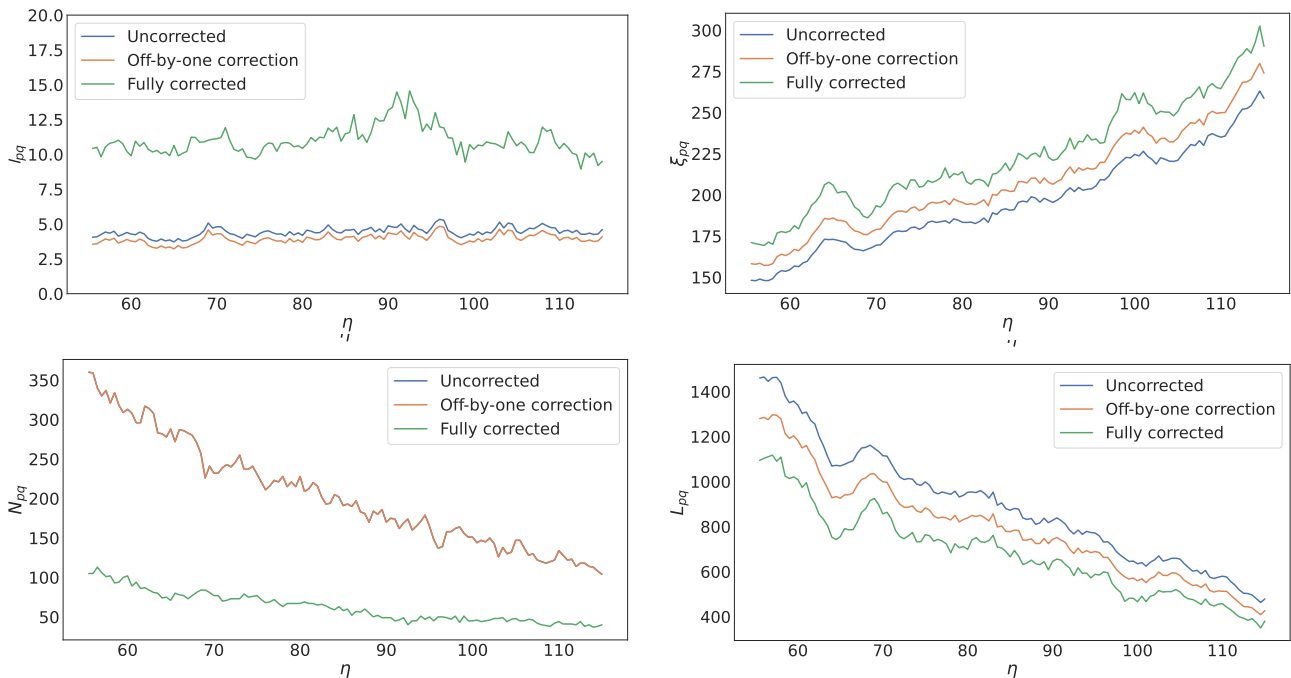 20.0
17.5
15.0
12.5
10.0
7.5
5.0
2.5
0.0
l_pq
Uncorrected
Off-by-one correction
Fully corrected
60 70 80 90 100 110
η
300
275
250
225
200
175
150
ξ_pq
Uncorrected
Off-by-one correction
Fully corrected
60 70 80 90 100 110
η
350
300
250
200
150
100
50
N_pq
Uncorrected
Off-by-one correction
Fully corrected
60 70 80 90 100 110
η
1400
1200
1000
800
600
400
L_pq
Uncorrected
Off-by-one correction
Fully corrected
60 70 80 90 100 110
η